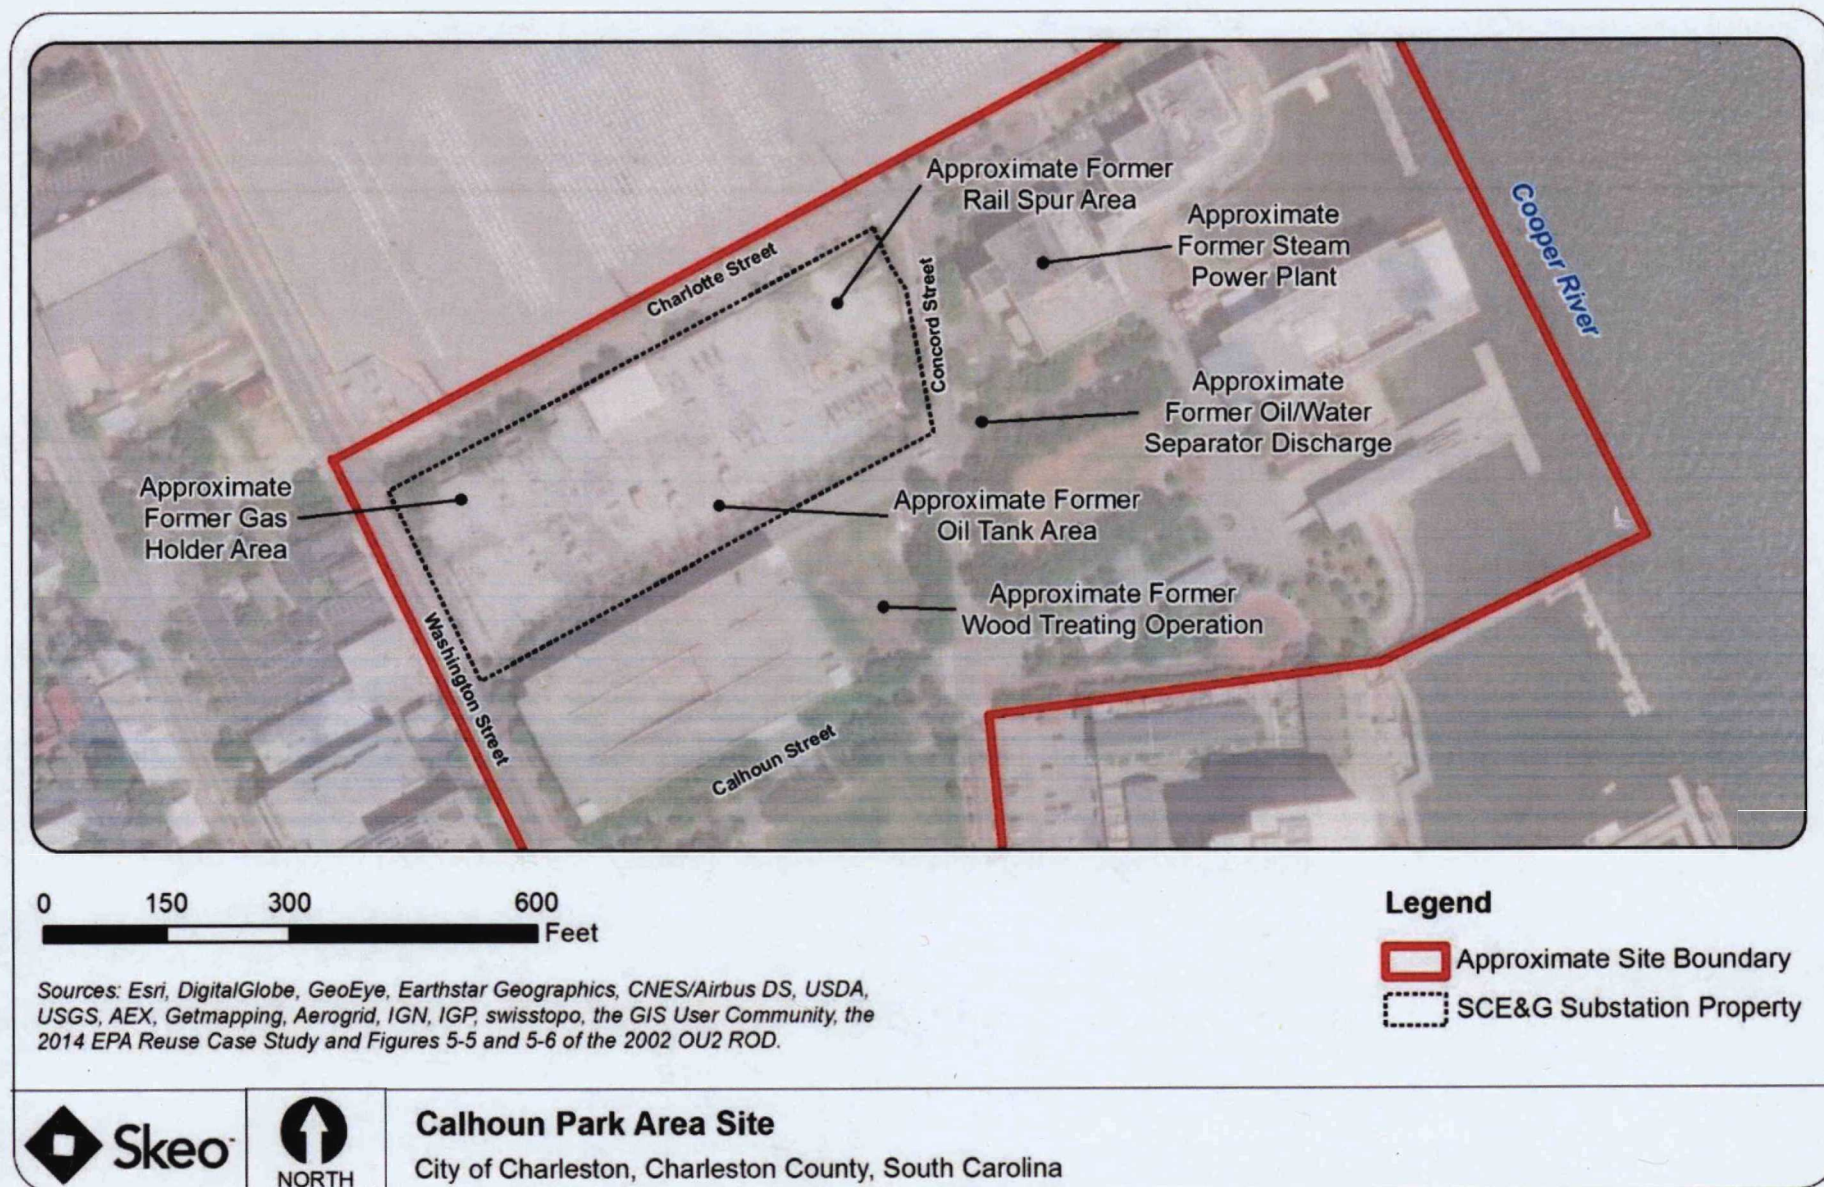 Approximate Former
Rail Spur Area
Approximate
Former Steam
Power Plant
Cooper River
Charlotte Street
Concord Street
Approximate
Former Oil/Water
Separator Discharge
Approximate
Former Gas
Holder Area
Approximate Former
Oil Tank Area
Approximate Former
Wood Treating Operation
Washington Street
Calhoun Street
0 150 300 600
Feet
Legend
Approximate Site Boundary
SCE&G Substation Property
Sources: Esri, DigitalGlobe, GeoEye, Earthstar Geographics, CNES/Airbus DS, USDA,
USGS, AEX, Getmapping, Aerogrid, IGN, IGP, swisstopo, the GIS User Community, the
2014 EPA Reuse Case Study and Figures 5-5 and 5-6 of the 2002 OU2 ROD.
Skeo
NORTH
Calhoun Park Area Site
City of Charleston, Charleston County, South Carolina